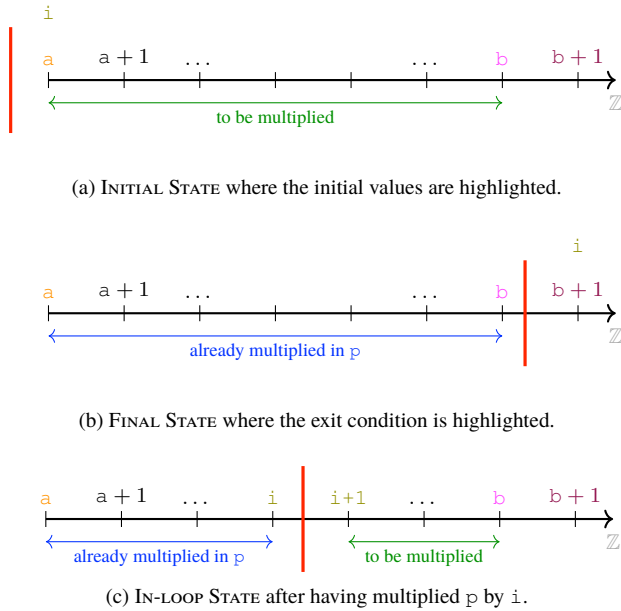 i
a a + 1 ... ... b b + 1
ℤ
to be multiplied
(a) INITIAL STATE where the initial values are highlighted.
i
a a + 1 ... ... b b + 1
ℤ
already multiplied in p
(b) FINAL STATE where the exit condition is highlighted.
a a + 1 ... i i+1 ... b b + 1
ℤ
already multiplied in p to be multiplied
(c) IN-LOOP STATE after having multiplied p by i.